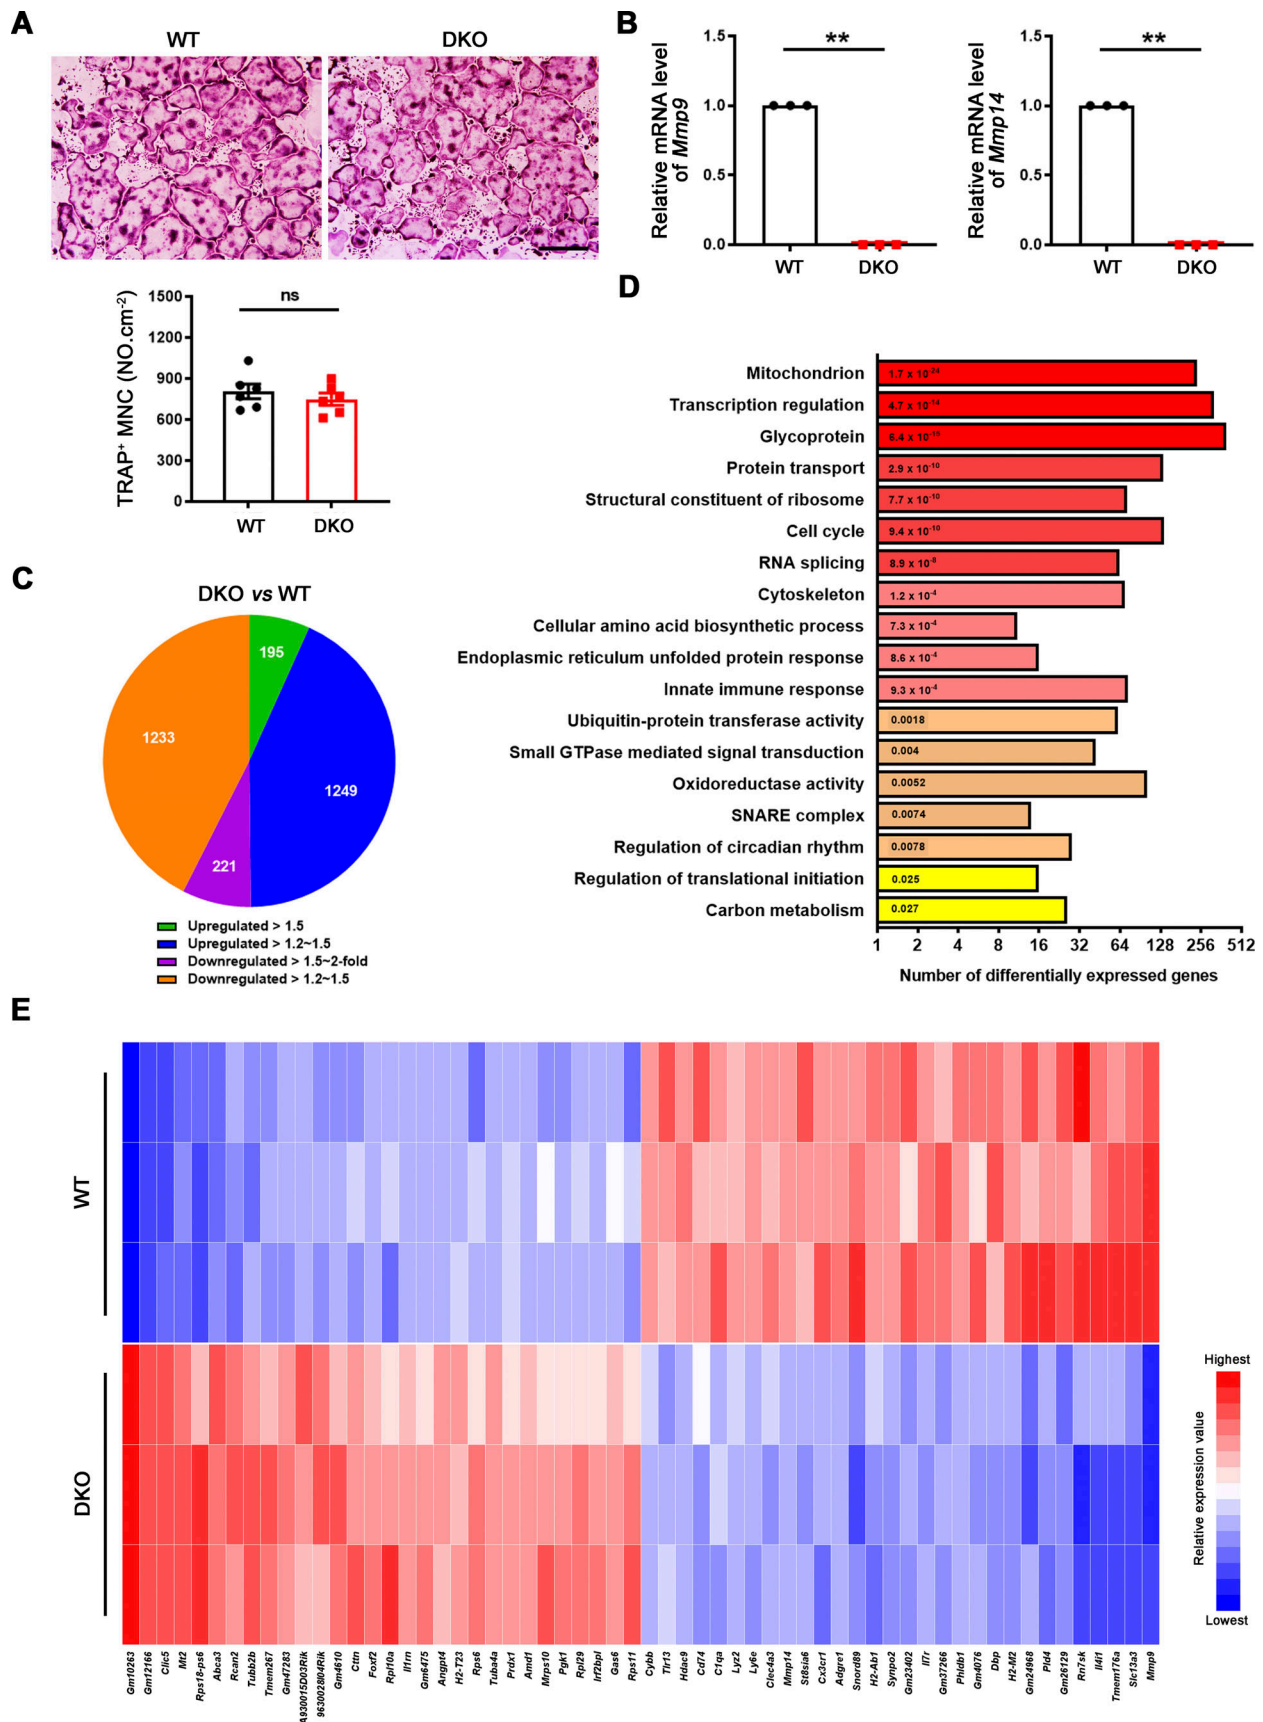 A
WT
DKO
TRAP+ MNC (NO.cm-2)
1500
1200
900
600
300
0
ns
WT
DKO
B
Relative mRNA level
of Mmp9
1.5
1.0
0.5
0.0
**
WT
DKO
Relative mRNA level
of Mmp14
1.5
1.0
0.5
0.0
**
WT
DKO
C
DKO vs WT
195
1249
221
1233
Upregulated > 1.5
Upregulated > 1.2~1.5
Downregulated > 1.5~2-fold
Downregulated > 1.2~1.5
D
Mitochondrion 1.7 x 10-24
Transcription regulation 4.7 x 10-14
Glycoprotein
Protein transport 2.9 x 10-10
Structural constituent of ribosome 7.7 x 10-10
Cell cycle 9.4 x 10-10
RNA splicing
Cytoskeleton 1.2 x 10-4
Cellular amino acid biosynthetic process 7.3 x 10-4
Endoplasmic reticulum unfolded protein response 8.6 x 10-4
Innate immune response 9.3 x 10-4
Ubiquitin-protein transferase activity 0.0018
Small GTPase mediated signal transduction 0.004
Oxidoreductase activity 0.0052
SNARE complex 0.0074
Regulation of circadian rhythm 0.0078
Regulation of translational initiation 0.025
Carbon metabolism 0.027
1 2 4 8 16 32 64 128 256 512
Number of differentially expressed genes
E
WT
DKO
Gm10263
Gm12166
Clic5
Mt2
Rps18-ps6
Abca3
Rcan2
Tubb2b
Tmem267
Gm47283
A930015D03Rik
9630028I04Rik
Gm4610
Cttn
Foxf2
Rpl10a
Il1rn
Gm6475
Angpt4
H2-T23
Rps6
Tuba4a
Prdx1
Amd1
Mrps10
Pgk1
Rpl29
Irf2bpl
Gas6
Rps11
Cybb
Tlr13
Hdac9
Cd74
C1qa
Lyz2
Ly6e
Clec4a3
Mmp14
St8sia6
Cx3cr1
Adgre1
Snord89
H2-Ab1
Synpo2
Gm23402
Il7r
Gm37266
Phldb1
Gm4076
Dbp
H2-M2
Gm24968
Pld4
Gm26129
Rn7sk
Il4i1
Tmem176a
Slc13a3
Mmp9
Highest
Relative expression value
Lowest